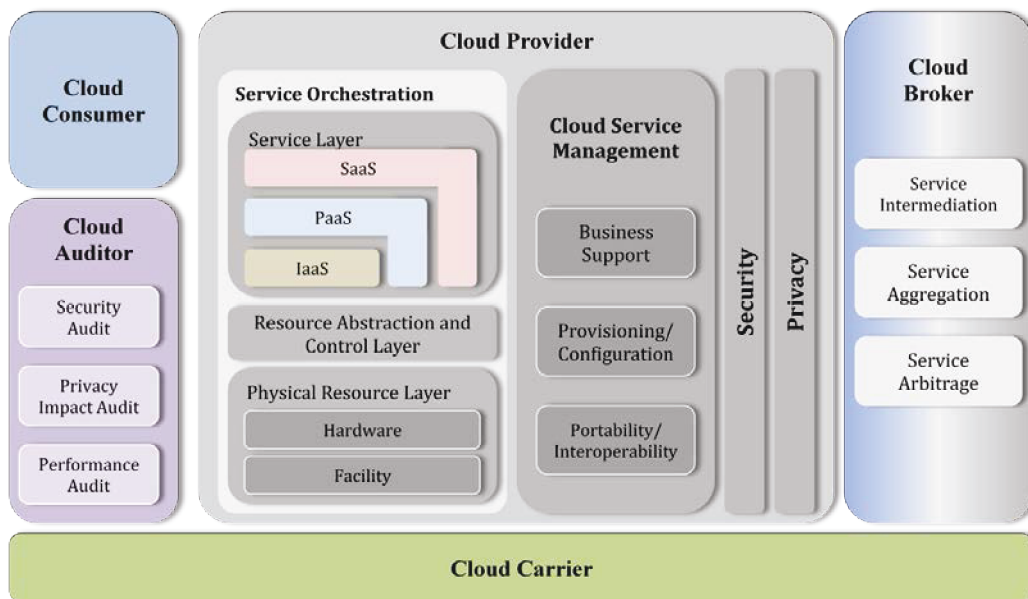 Cloud
Consumer
Cloud
Auditor
Security
Audit
Privacy
Impact Audit
Performance
Audit
Cloud Provider
Service Orchestration
Service Layer
SaaS
PaaS
IaaS
Resource Abstraction and
Control Layer
Physical Resource Layer
Hardware
Facility
Cloud Service
Management
Business
Support
Provisioning/
Configuration
Portability/
Interoperability
Security
Privacy
Cloud
Broker
Service
Intermediation
Service
Aggregation
Service
Arbitrage
Cloud Carrier